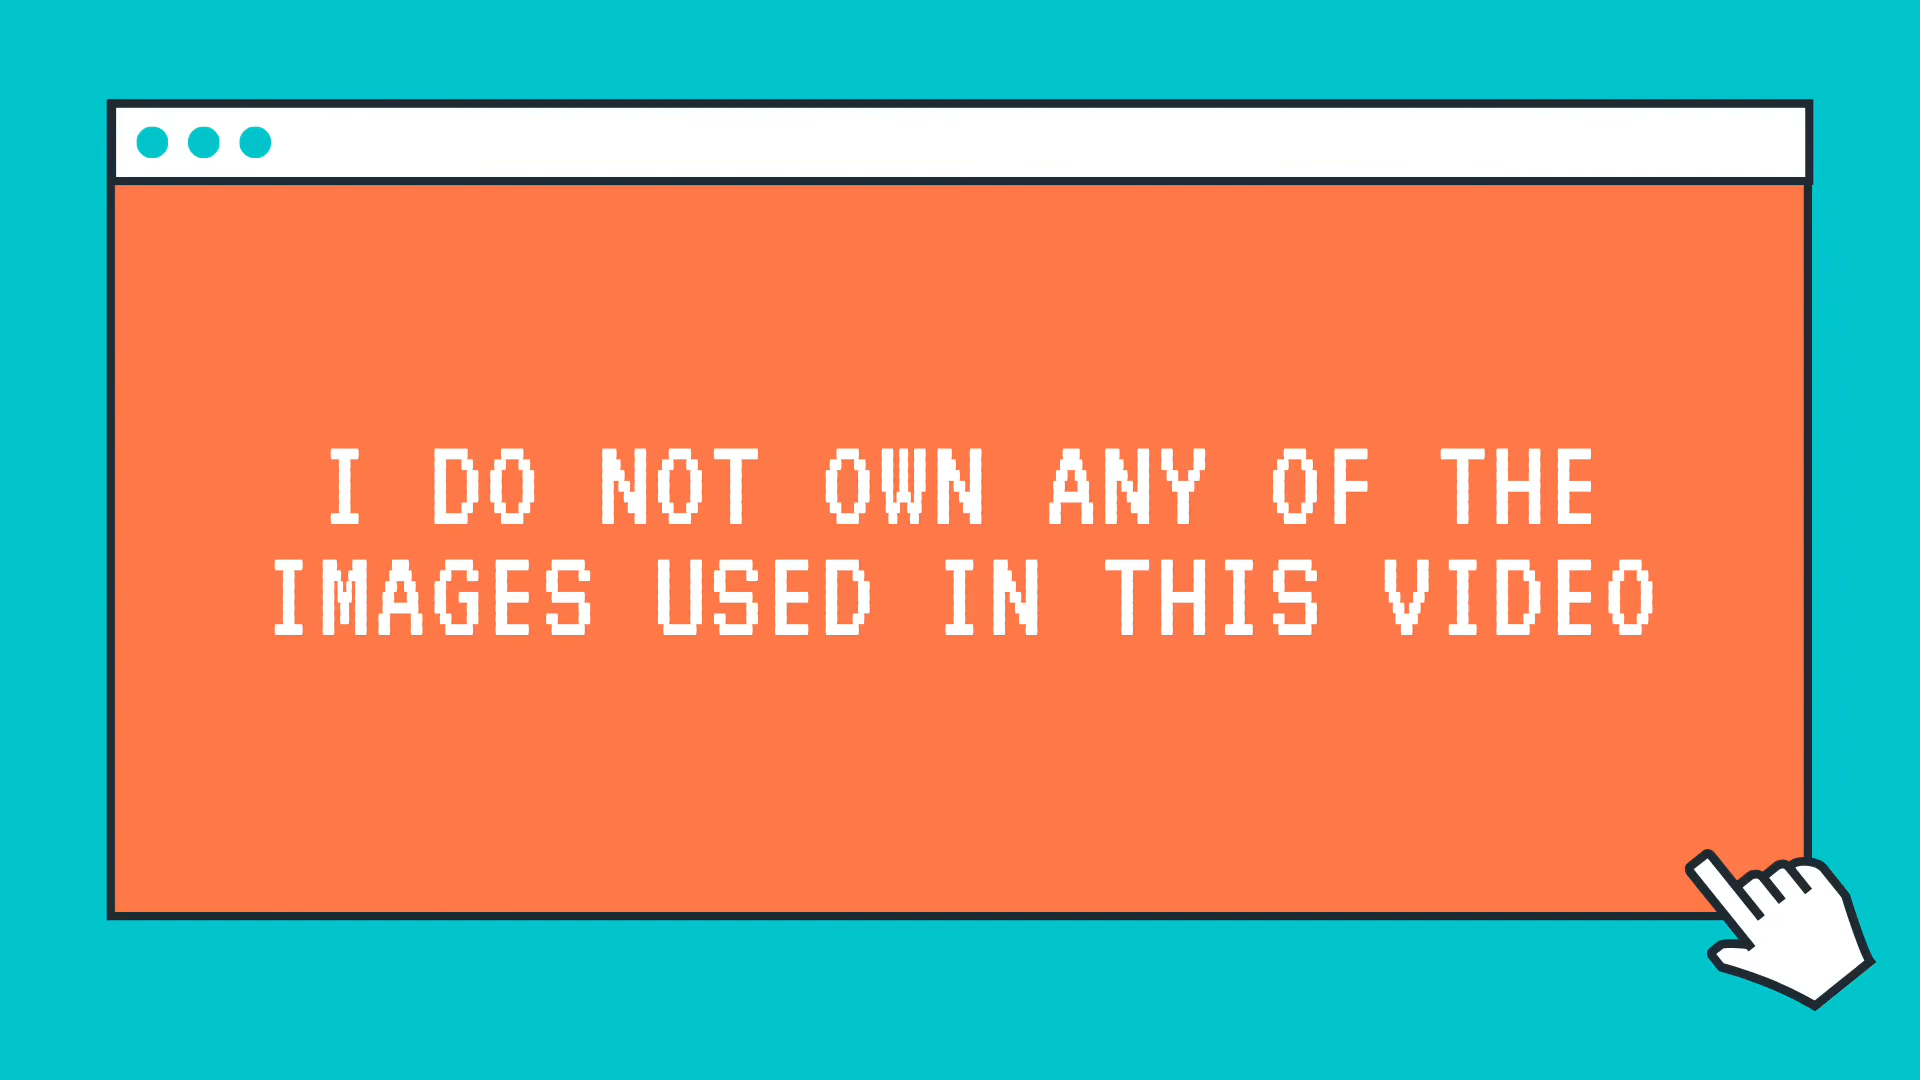 I DO NOT OWN ANY OF THE
IMAGES USED IN THIS VIDEO